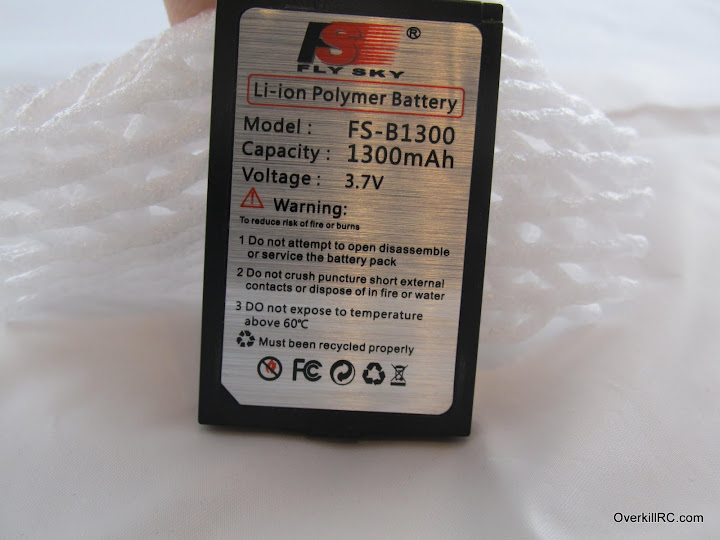 FS®
FLY SKY
Li-ion Polymer Battery
Model : FS-B1300
Capacity : 1300mAh
Voltage : 3.7V
Warning:
To reduce risk of fire or burns
1 Do not attempt to open disassemble
or service the battery pack
2 Do not crush puncture short external
contacts or dispose of in fire or water
3 DO not expose to temperature
above 60℃
Must been recycled properly
FC
OverkillRC.com